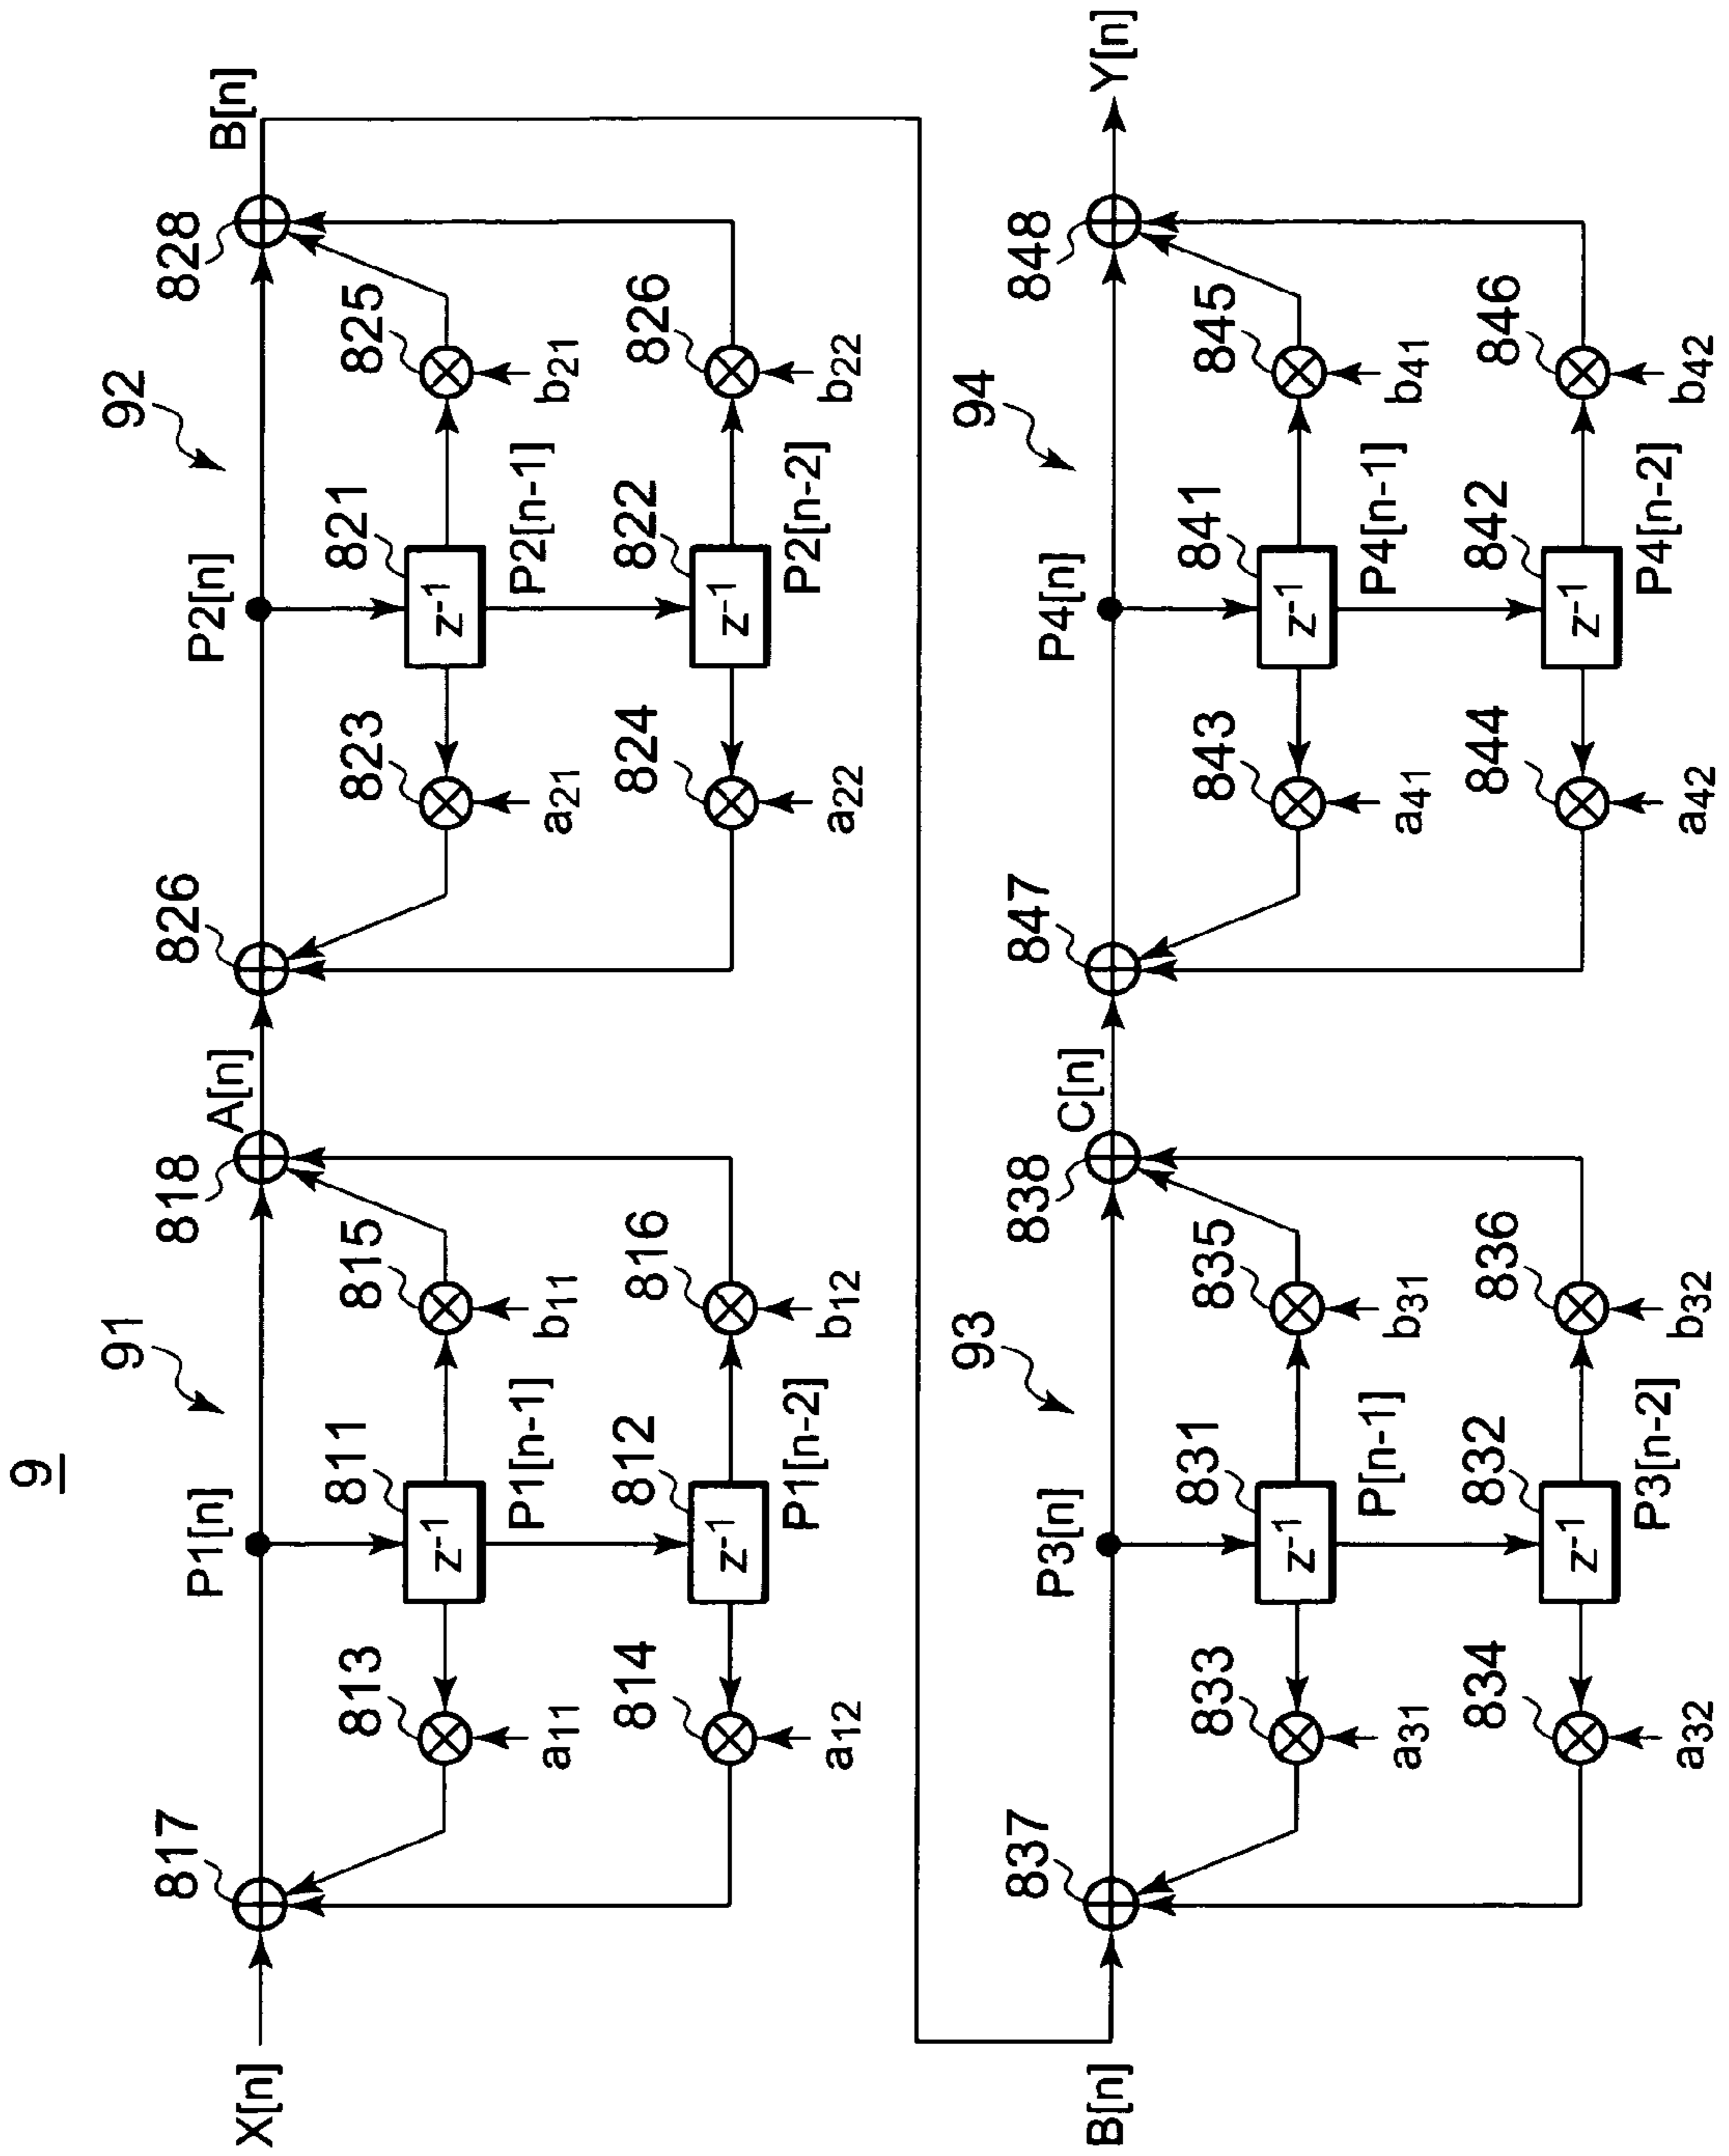 9
91
92
817
P1[n]
818
A[n]
826
P2[n]
828
B[n]
X[n]
813
811
815
823
821
825
z-1
z-1
a11
P1[n-1]
b11
a21
P2[n-1]
b21
814
812
816
824
822
826
z-1
z-1
a12
P1[n-2]
b12
a22
P2[n-2]
b22
93
94
837
P3[n]
838
C[n]
847
P4[n]
848
Y[n]
B[n]
833
831
835
843
841
845
z-1
z-1
a31
P[n-1]
b31
a41
P4[n-1]
b41
834
832
836
844
842
846
z-1
z-1
a32
P3[n-2]
b32
a42
P4[n-2]
b42